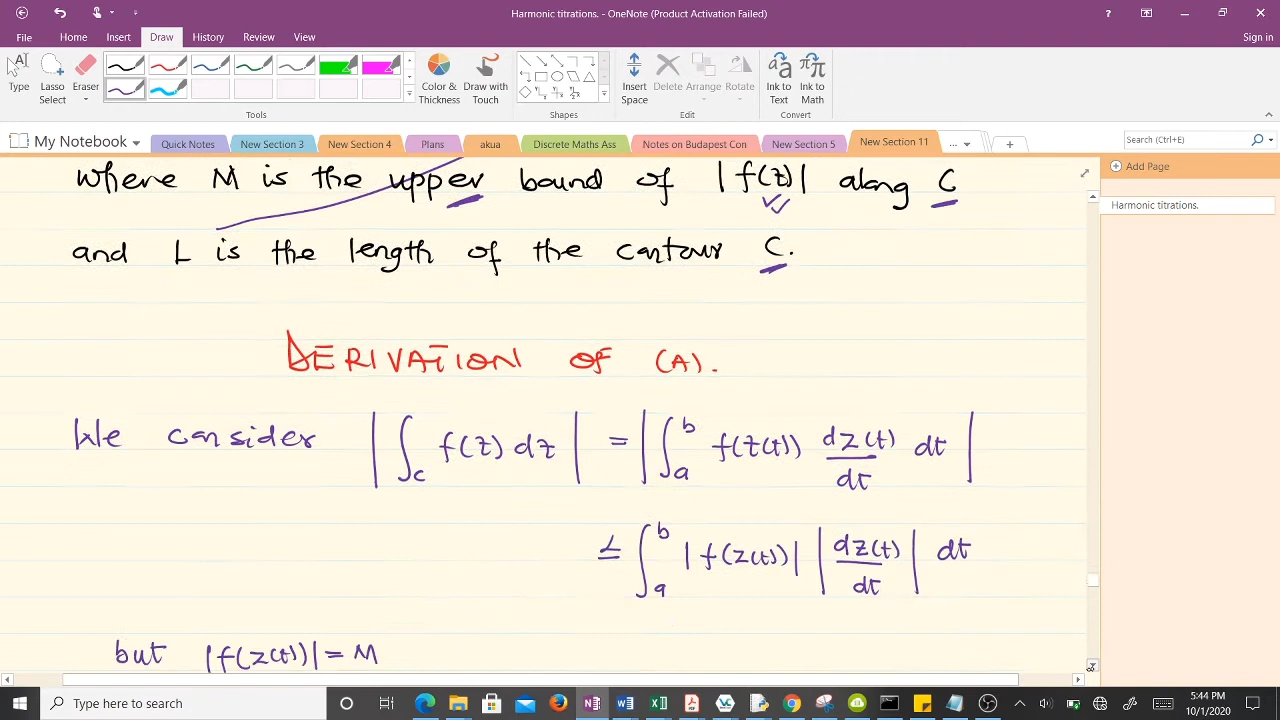 Harmonic titrations. - OneNote (Product Activation Failed)
File Home Insert Draw History Review View Sign in
Type Lasso Select Eraser Color & Thickness Draw with Touch Insert Space Delete Arrange Rotate Ink to Text Ink to Math
Tools Shapes Edit Convert
My Notebook Quick Notes New Section 3 New Section 4 Plans akua Discrete Maths Ass Notes on Budapest Con New Section 5 New Section 11 ... Search (Ctrl+E)
Add Page
Harmonic titrations.
where M is the upper bound of |f(z)| along C
and L is the length of the contour C.
DERIVATION OF (A).
We consider |∫_c f(z) dz| = |∫_a^b f(z(t)) dz(t)/dt dt|
≤ ∫_a^b |f(z(t))| |dz(t)/dt| dt
but |f(z(t))| = M
Type here to search
5:44 PM
10/1/2020